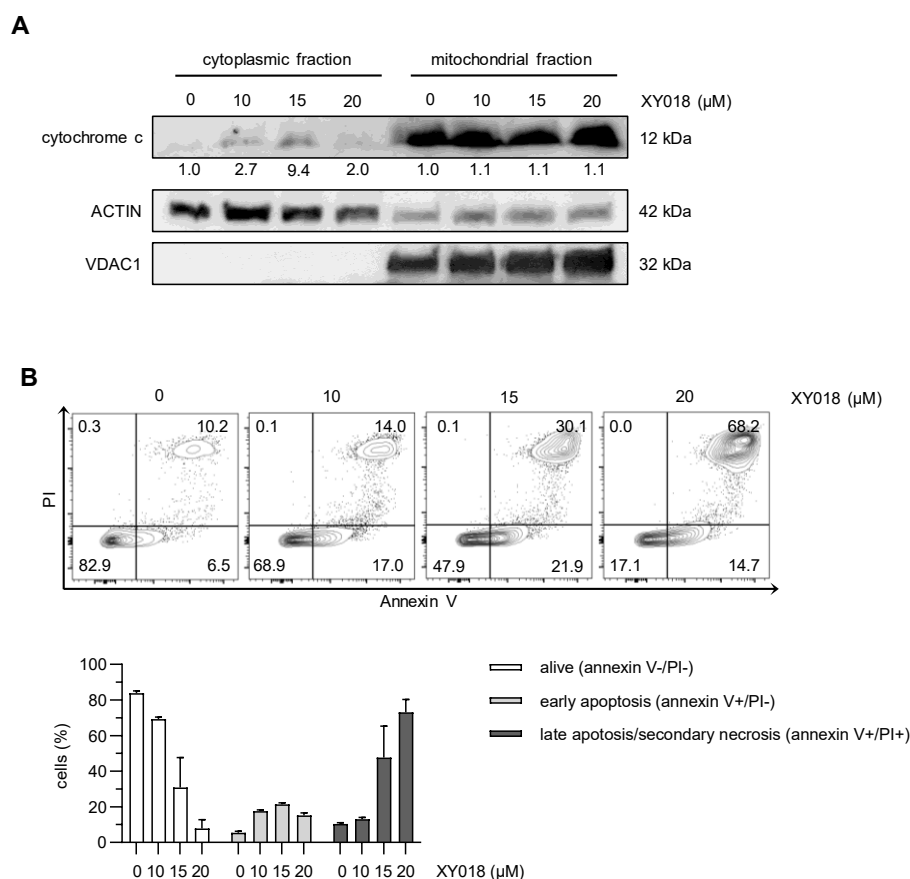 A
cytoplasmic fraction mitochondrial fraction
0 10 15 20 0 10 15 20 XY018 (µM)
cytochrome c 12 kDa
1.0 2.7 9.4 2.0 1.0 1.1 1.1 1.1
ACTIN 42 kDa
VDAC1 32 kDa
B
0 10 15 20 XY018 (µM)
0.3 10.2 0.1 14.0 0.1 30.1 0.0 68.2
PI
82.9 6.5 68.9 17.0 47.9 21.9 17.1 14.7
Annexin V
100
80
60
40
20
0
cells (%)
0 10 15 20 0 10 15 20 0 10 15 20 XY018 (µM)
alive (annexin V-/PI-)
early apoptosis (annexin V+/PI-)
late apotosis/secondary necrosis (annexin V+/PI+)